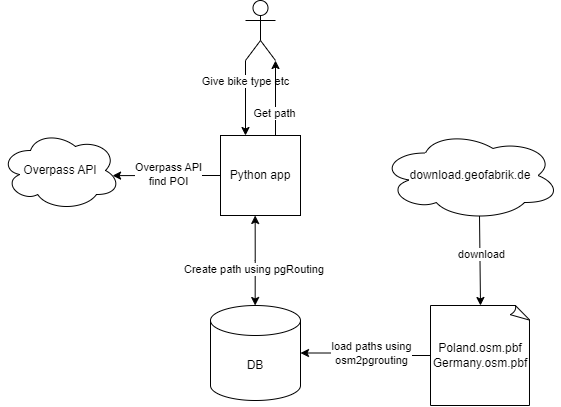 Give bike type etc
Get path
Overpass API
Overpass API
find POI
Python app
download.geofabrik.de
download
Create path using pgRouting
DB
load paths using
osm2pgrouting
Poland.osm.pbf
Germany.osm.pbf